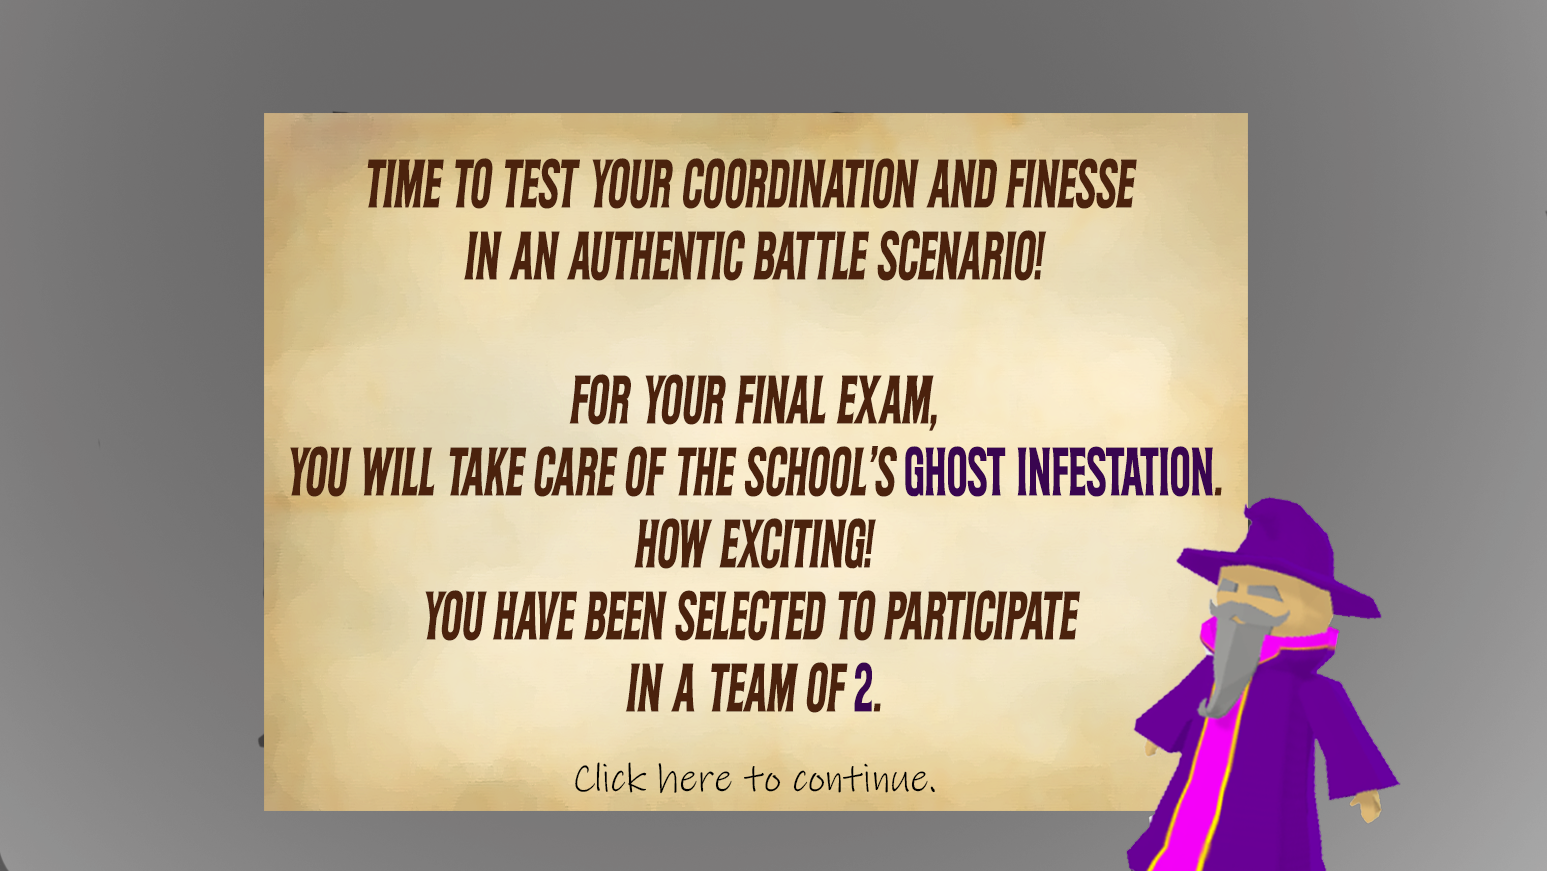 TIME TO TEST YOUR COORDINATION AND FINESSE
IN AN AUTHENTIC BATTLE SCENARIO!
FOR YOUR FINAL EXAM,
YOU WILL TAKE CARE OF THE SCHOOL'S GHOST INFESTATION.
HOW EXCITING!
YOU HAVE BEEN SELECTED TO PARTICIPATE
IN A TEAM OF 2.
Click here to continue.